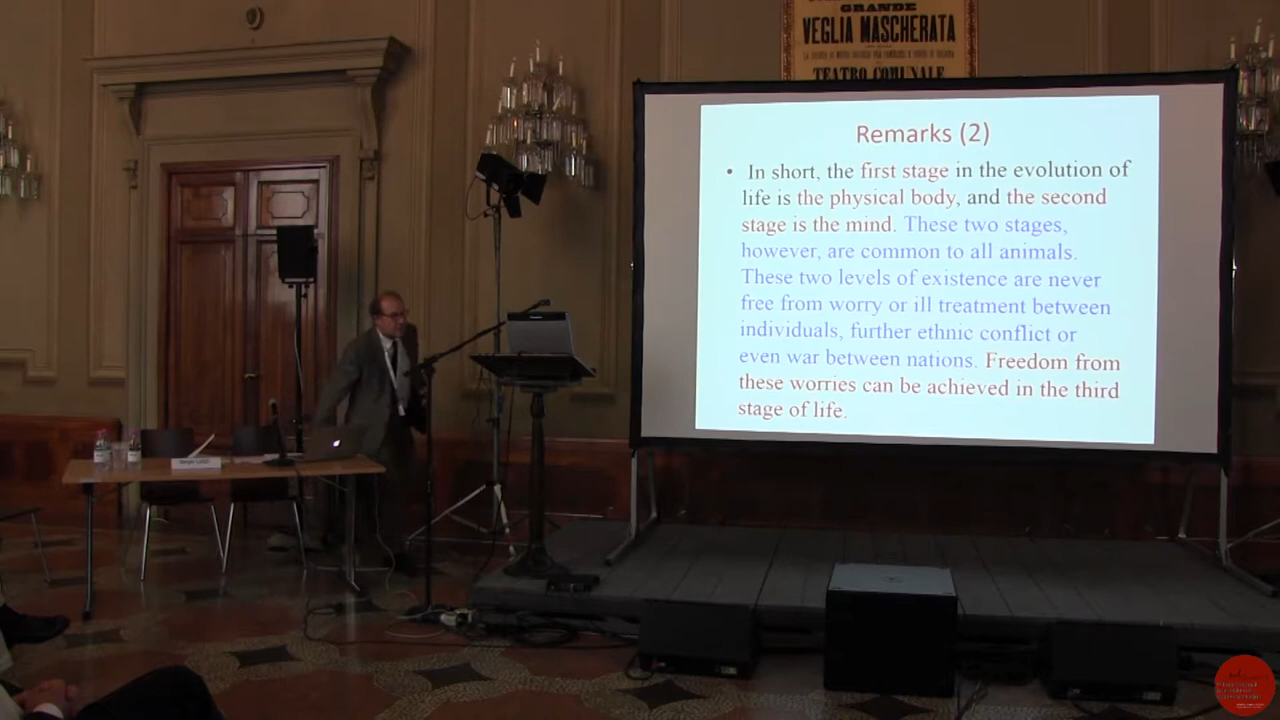 GRANDE
VEGLIA MASCHERATA
TEATRO COMUNALE
Remarks (2)
• In short, the first stage in the evolution of
life is the physical body, and the second
stage is the mind. These two stages,
however, are common to all animals.
These two levels of existence are never
free from worry or ill treatment between
individuals, further ethnic conflict or
even war between nations. Freedom from
these worries can be achieved in the third
stage of life.